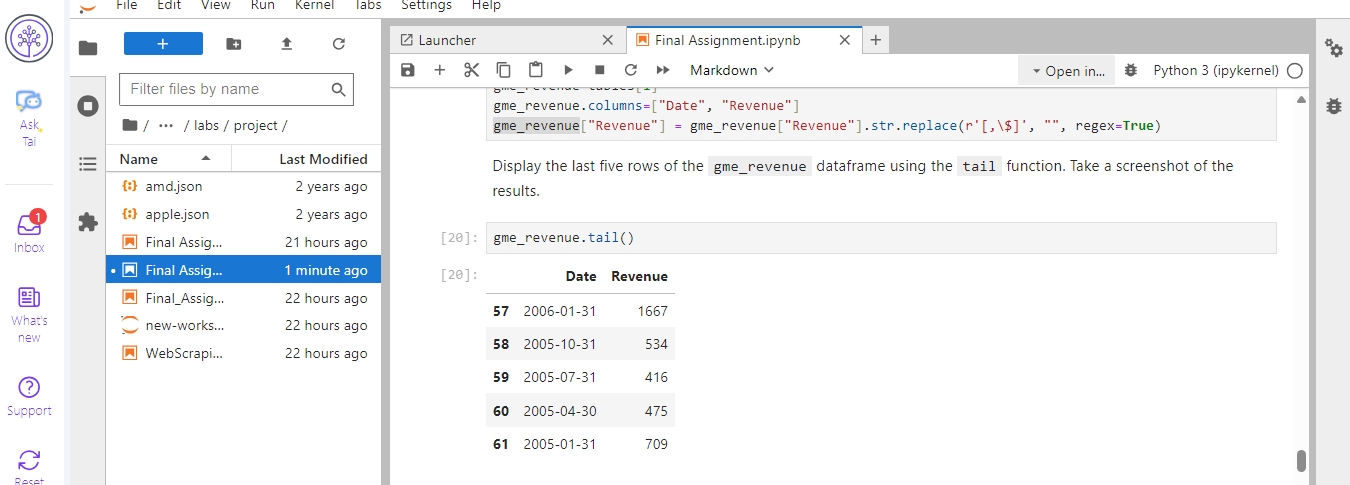 File Edit View Run Kernel Tabs Settings Help
Ask Tai
1
Inbox
What's new
Support
Reset
+
Filter files by name
/ ··· / labs / project /
Name Last Modified
amd.json 2 years ago
apple.json 2 years ago
Final Assig... 21 hours ago
Final Assig... 1 minute ago
Final_Assig... 22 hours ago
new-works... 22 hours ago
WebScrapi... 22 hours ago
Launcher
Final Assignment.ipynb
Markdown
Open in...
Python 3 (ipykernel)
gme_revenue.columns=["Date", "Revenue"]
gme_revenue["Revenue"] = gme_revenue["Revenue"].str.replace(r'[,\$]', "", regex=True)
Display the last five rows of the gme_revenue dataframe using the tail function. Take a screenshot of the
results.
[20]: gme_revenue.tail()
[20]: Date Revenue
57 2006-01-31 1667
58 2005-10-31 534
59 2005-07-31 416
60 2005-04-30 475
61 2005-01-31 709